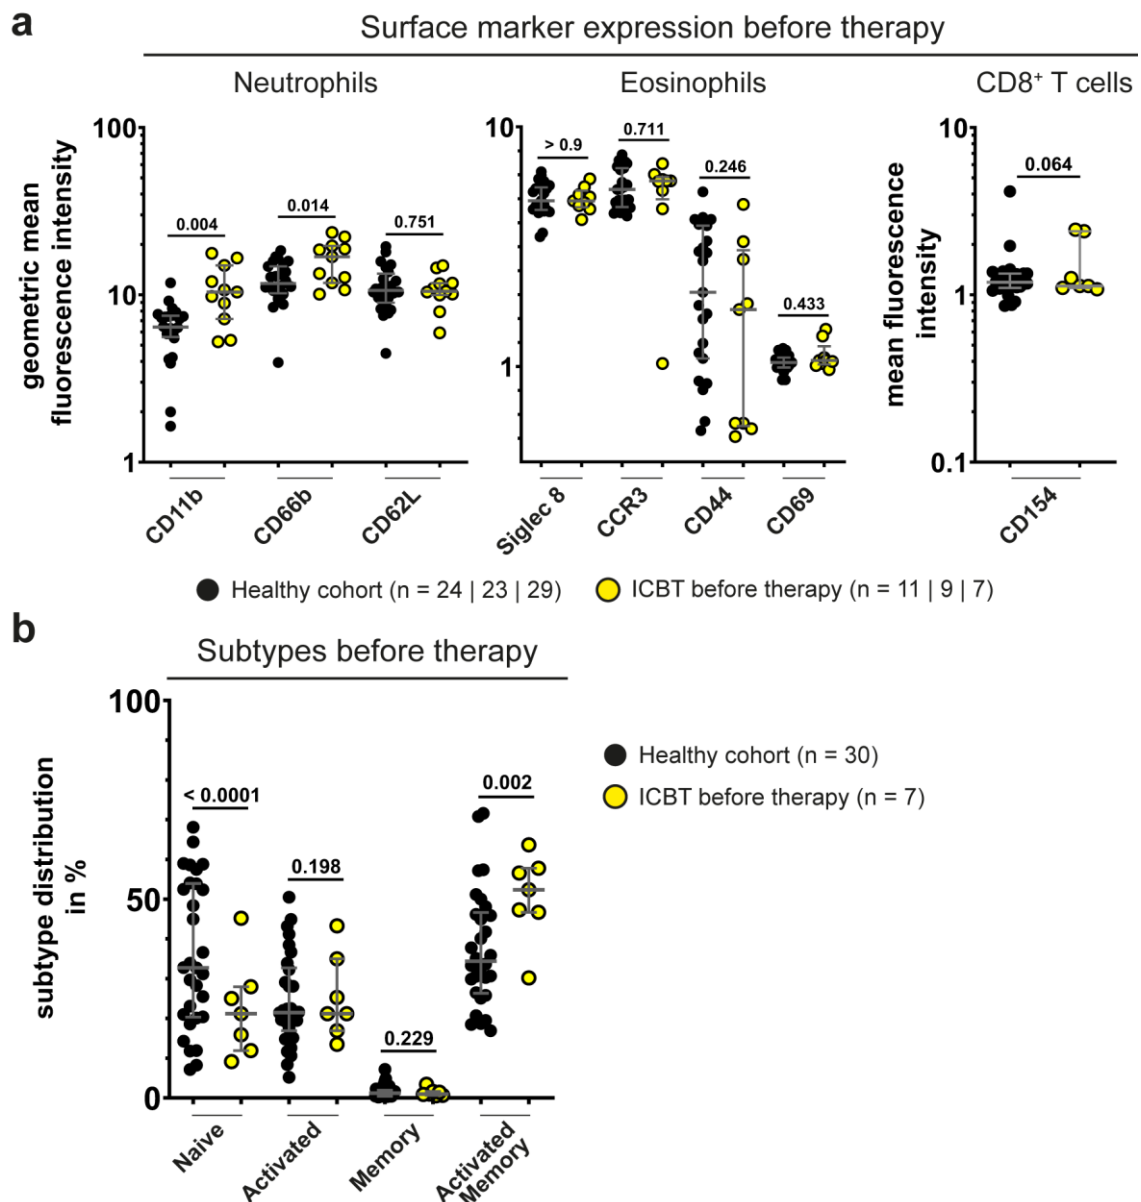 a
Surface marker expression before therapy
Neutrophils
Eosinophils
CD8⁺ T cells
geometric mean
fluorescence intensity
100
10
1
0.004
0.014
0.751
CD11b
CD66b
CD62L
10
1
> 0.9
0.711
0.246
0.433
Siglec 8
CCR3
CD44
CD69
mean fluorescence
intensity
10
1
0.1
0.064
CD154
Healthy cohort (n = 24 | 23 | 29)
ICBT before therapy (n = 11 | 9 | 7)
b
Subtypes before therapy
subtype distribution
in %
100
50
0
< 0.0001
0.198
0.229
0.002
Naive
Activated
Memory
Activated
Memory
Healthy cohort (n = 30)
ICBT before therapy (n = 7)